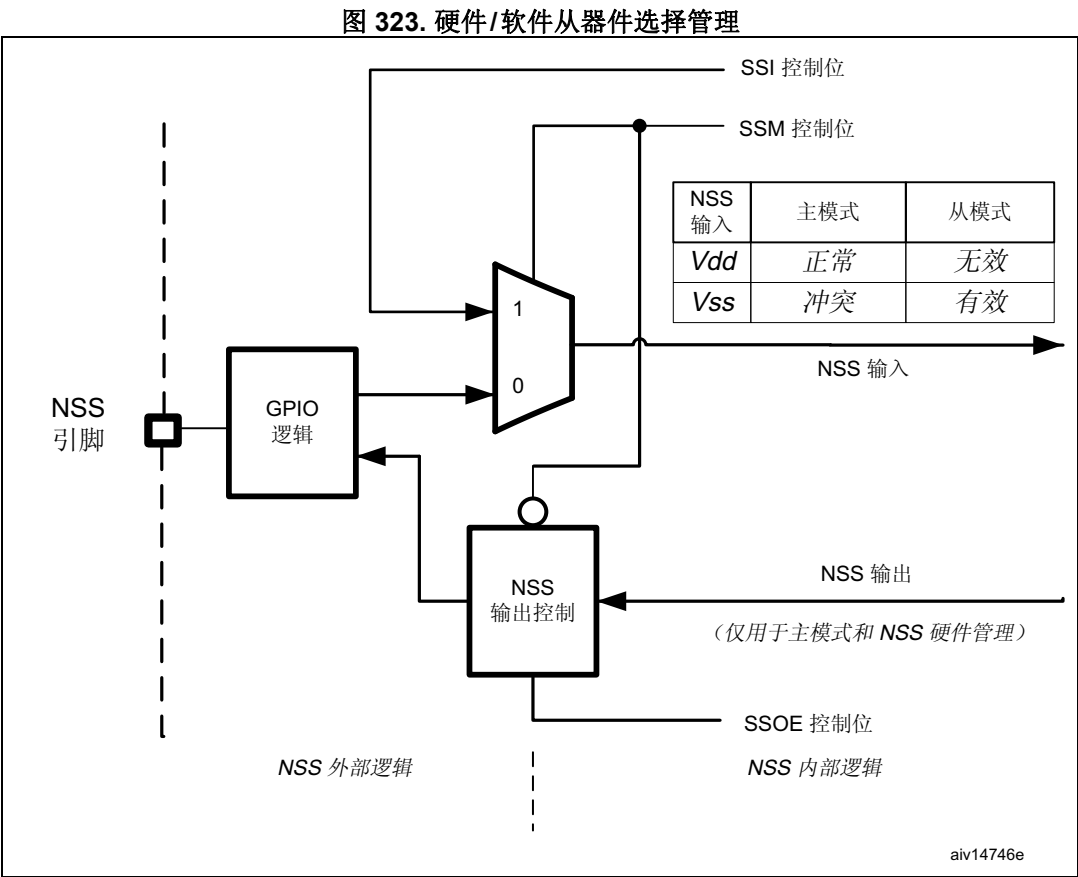 图 323. 硬件/软件从器件选择管理
SSI 控制位
SSM 控制位
NSS
输入
主模式
从模式
Vdd
正常
无效
Vss
冲突
有效
1
NSS 输入
0
NSS
引脚
GPIO
逻辑
NSS
输出控制
NSS 输出
（仅用于主模式和 NSS 硬件管理）
SSOE 控制位
NSS 外部逻辑
NSS 内部逻辑
aiv14746e